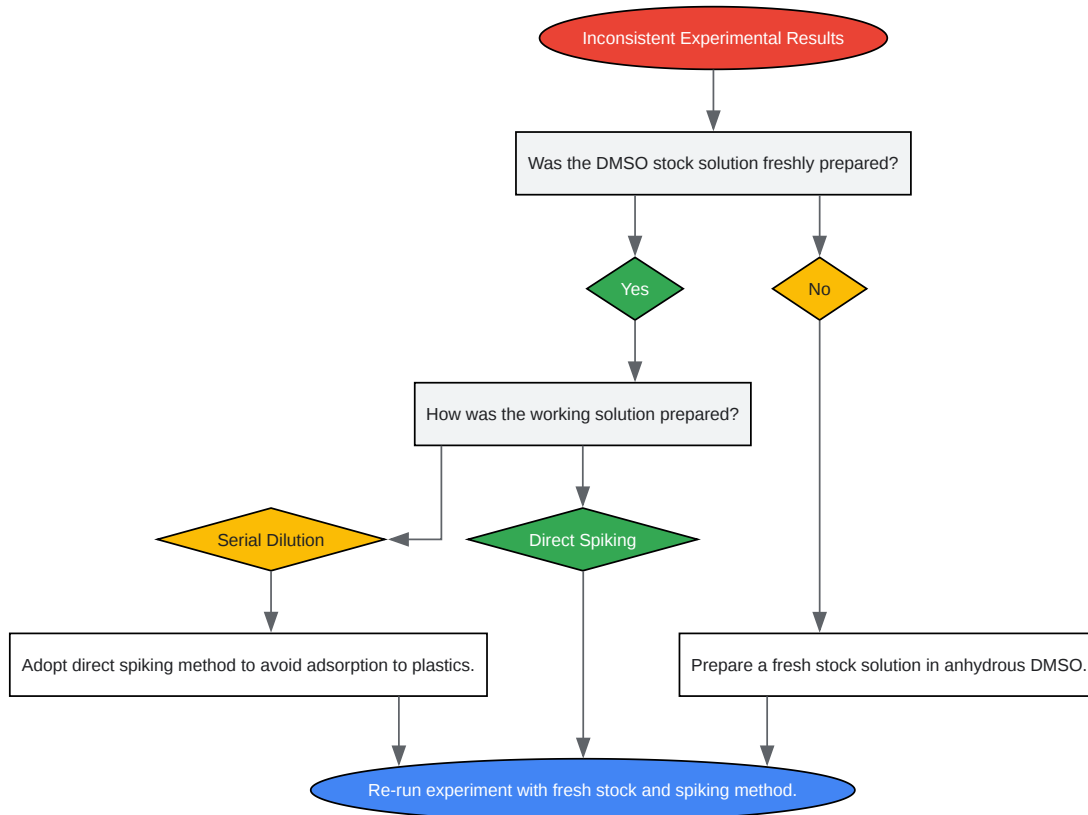 Inconsistent Experimental Results
Was the DMSO stock solution freshly prepared?
Yes
No
How was the working solution prepared?
Serial Dilution
Direct Spiking
Adopt direct spiking method to avoid adsorption to plastics.
Prepare a fresh stock solution in anhydrous DMSO.
Re-run experiment with fresh stock and spiking method.